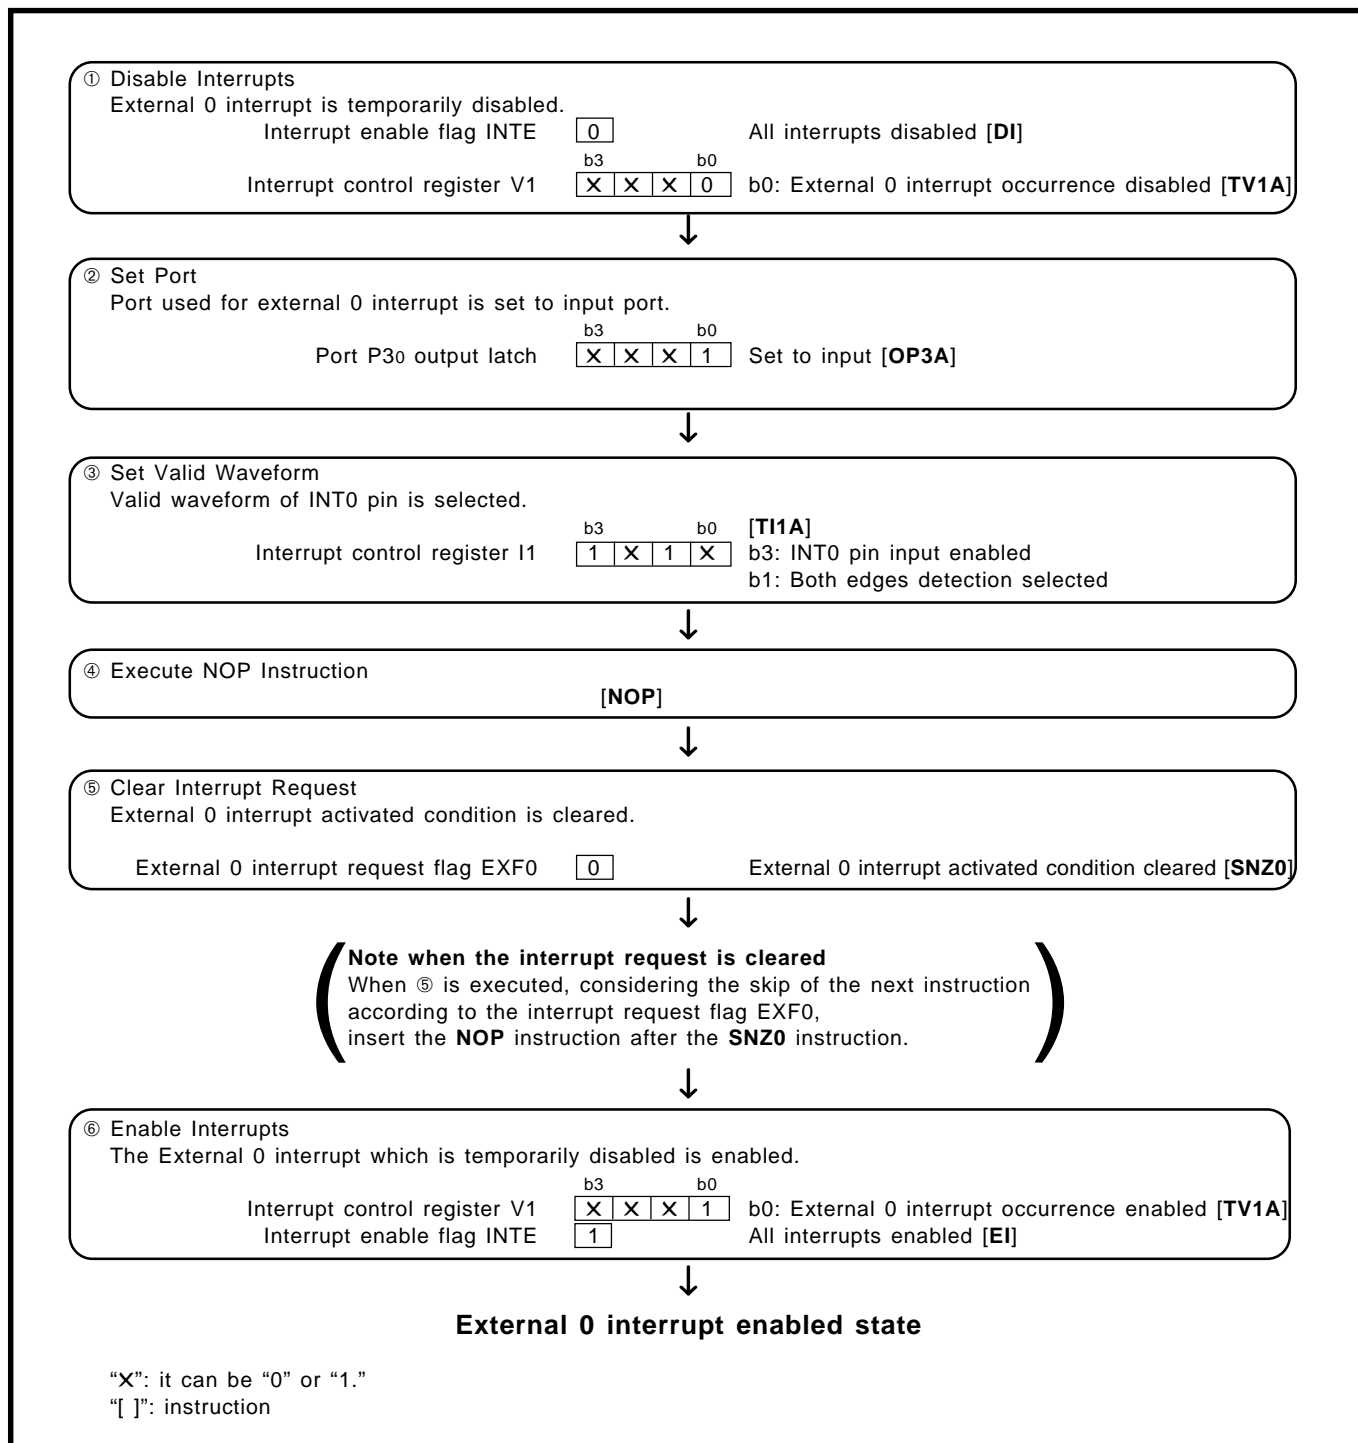 ① Disable Interrupts
External 0 interrupt is temporarily disabled.
Interrupt enable flag INTE 0 All interrupts disabled [DI]
b3 b0
Interrupt control register V1 ✕ ✕ ✕ 0 b0: External 0 interrupt occurrence disabled [TV1A]
↓
② Set Port
Port used for external 0 interrupt is set to input port.
b3 b0
Port P30 output latch ✕ ✕ ✕ 1 Set to input [OP3A]
↓
③ Set Valid Waveform
Valid waveform of INT0 pin is selected.
b3 b0 [TI1A]
Interrupt control register I1 1 ✕ 1 ✕ b3: INT0 pin input enabled
b1: Both edges detection selected
↓
④ Execute NOP Instruction
[NOP]
↓
⑤ Clear Interrupt Request
External 0 interrupt activated condition is cleared.
External 0 interrupt request flag EXF0 0 External 0 interrupt activated condition cleared [SNZ0]
↓
Note when the interrupt request is cleared
When ⑤ is executed, considering the skip of the next instruction
according to the interrupt request flag EXF0,
insert the NOP instruction after the SNZ0 instruction.
↓
⑥ Enable Interrupts
The External 0 interrupt which is temporarily disabled is enabled.
b3 b0
Interrupt control register V1 ✕ ✕ ✕ 1 b0: External 0 interrupt occurrence enabled [TV1A]
Interrupt enable flag INTE 1 All interrupts enabled [EI]
↓
External 0 interrupt enabled state
“✕”: it can be “0” or “1.”
“[ ]”: instruction